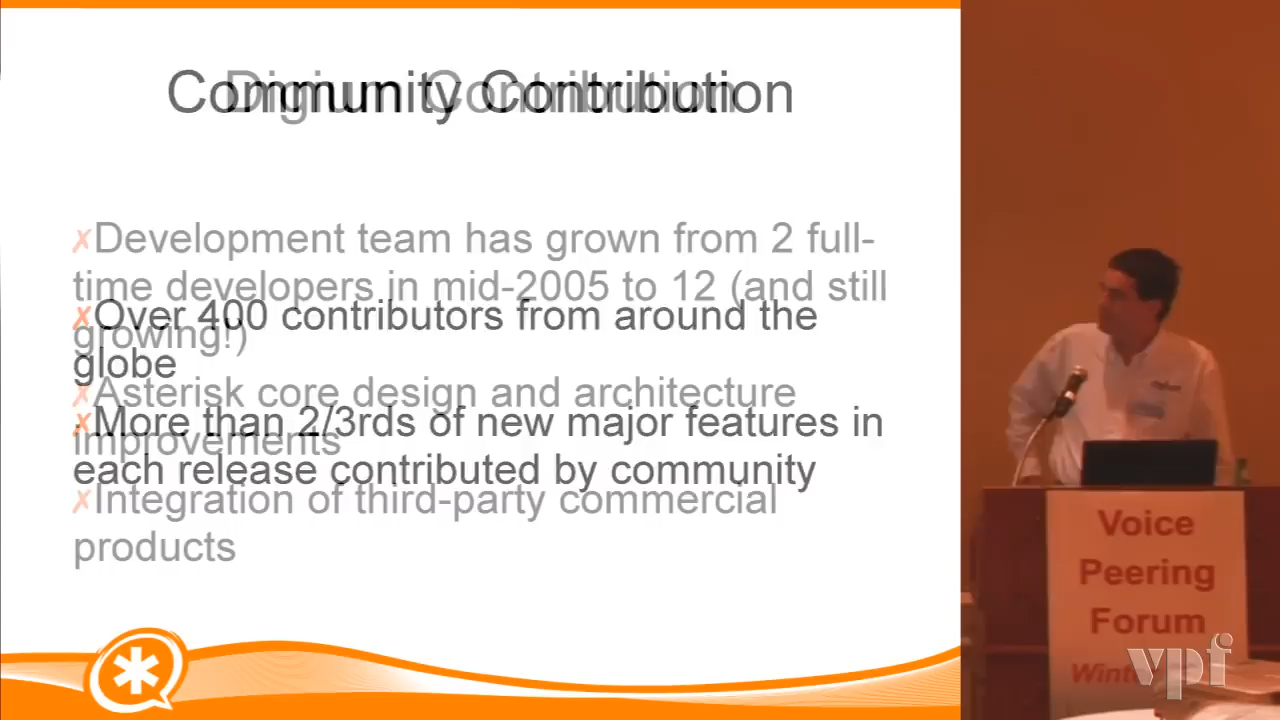 Community Contribution
Digium Contribution
✗Development team has grown from 2 full-
time developers in mid-2005 to 12 (and still
growing!)
✗Asterisk core design and architecture
improvements
✗Integration of third-party commercial
products
✗Over 400 contributors from around the
globe
✗More than 2/3rds of new major features in
each release contributed by community
Voice
Peering
Forum
vpf